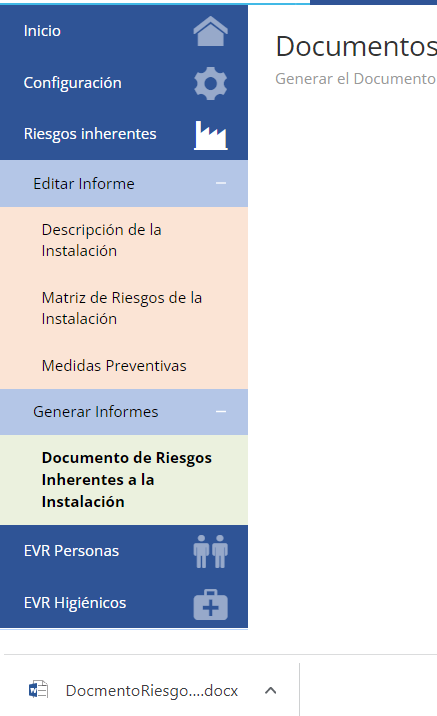 Inicio
Documentos
Generar el Documento
Configuración
Riesgos inherentes
Editar Informe
Descripción de la
Instalación
Matriz de Riesgos de la
Instalación
Medidas Preventivas
Generar Informes
Documento de Riesgos
Inherentes a la
Instalación
EVR Personas
EVR Higiénicos
DocmentoRiesgo....docx